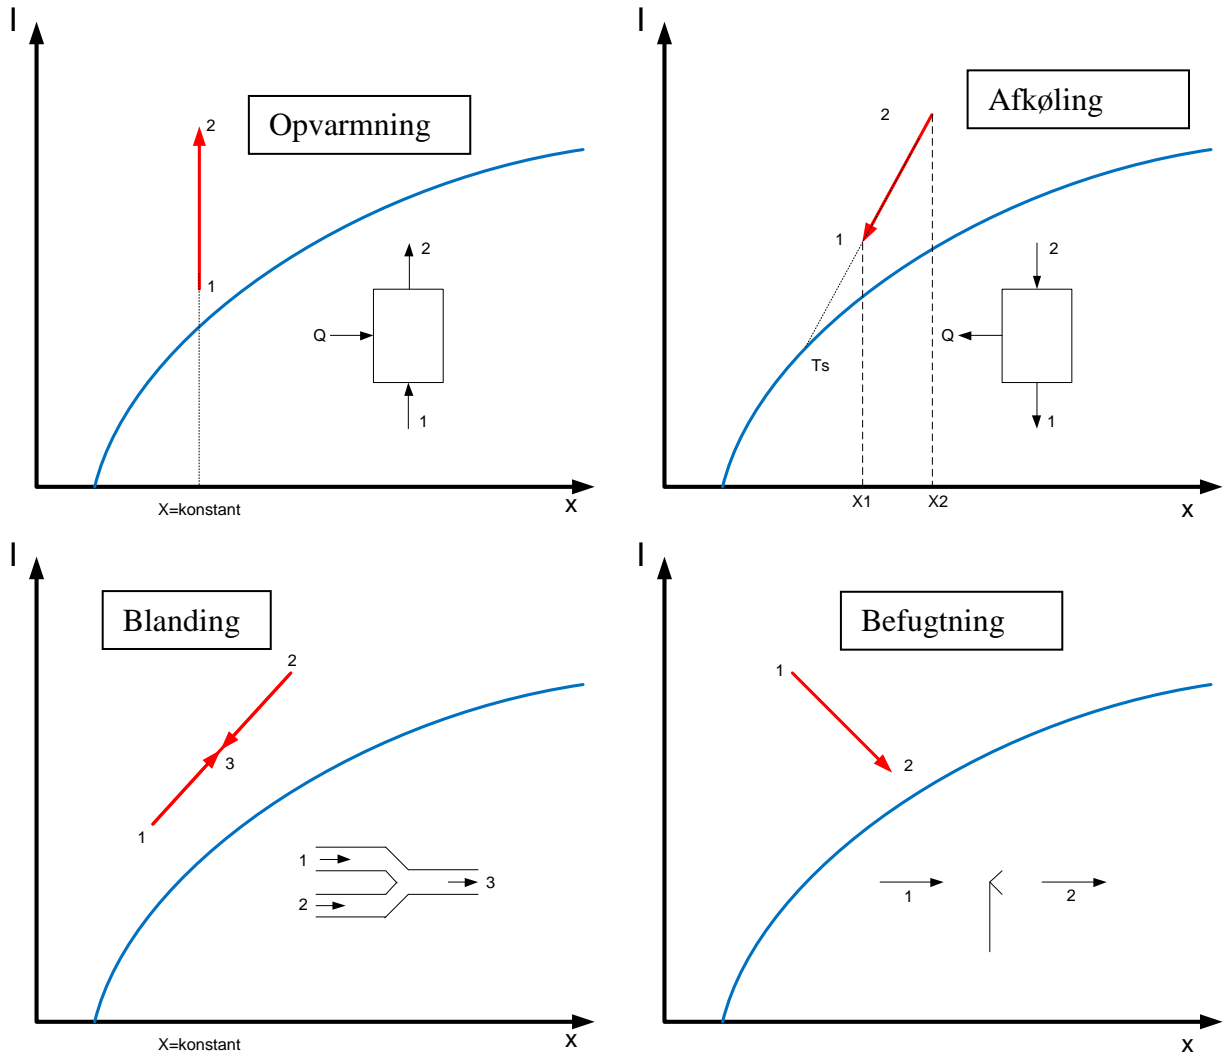 I
Opvarmning
2
1
2
Q
1
X=konstant
x
I
Afkøling
2
1
2
Q
Ts
1
X1
X2
x
I
Blanding
2
3
1
1
3
2
X=konstant
x
I
Befugtning
1
2
1
2
x